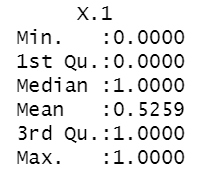 X.1
Min.   :0.0000
1st Qu.:0.0000
Median :1.0000
Mean   :0.5259
3rd Qu.:1.0000
Max.   :1.0000